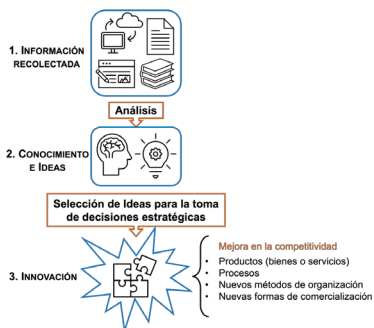 1. INFORMACIÓN
RECOLECTADA
Análisis
2. CONOCIMIENTO
E IDEAS
Selección de Ideas para la toma
de decisiones estratégicas
3. INNOVACIÓN
Mejora en la competitividad
• Productos (bienes o servicios)
• Procesos
• Nuevos métodos de organización
• Nuevas formas de comercialización